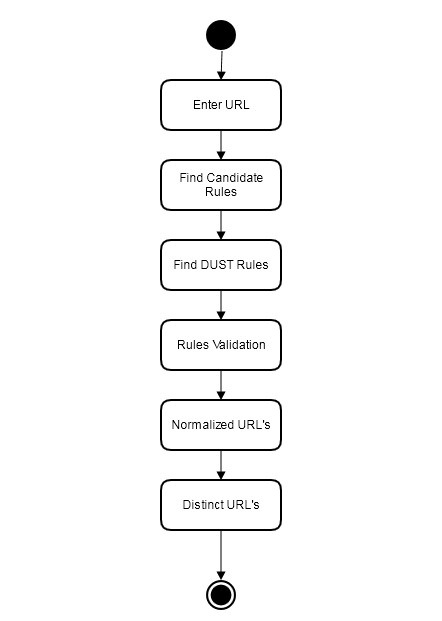 Enter URL
Find Candidate
Rules
Find DUST Rules
Rules Validation
Normalized URL's
Distinct URL's